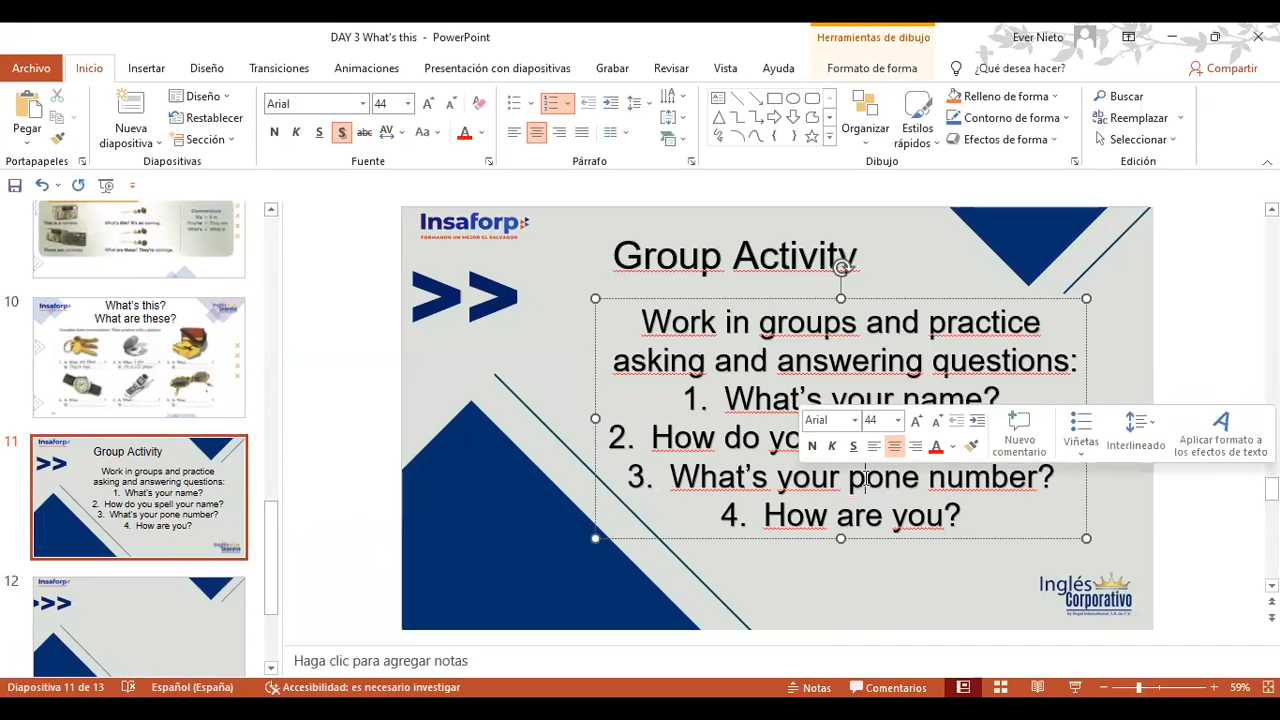 DAY 3 What's this - PowerPoint
Herramientas de dibujo
Ever Nieto
Archivo Inicio Insertar Diseño Transiciones Animaciones Presentación con diapositivas Grabar Revisar Vista Ayuda Formato de forma ¿Qué desea hacer? Compartir
Pegar
Nueva diapositiva
Diseño
Restablecer
Sección
Arial 44
N K S S abc AV Aa A
Organizar
Estilos rápidos
Relleno de forma
Contorno de forma
Efectos de forma
Buscar
Reemplazar
Seleccionar
Portapapeles Diapositivas Fuente Párrafo Dibujo Edición
10
What's this?
What are these?
11
Group Activity
Work in groups and practice
asking and answering questions:
1. What's your name?
2. How do you spell your name?
3. What's your pone number?
4. How are you?
12
Insaforp
FORMANDO UN MEJOR EL SALVADOR
>>
Group Activity
Work in groups and practice
asking and answering questions:
1. What's your name?
2. How do yo
3. What's your pone number?
4. How are you?
Arial 44
N K S A
Nuevo comentario
Viñetas
Interlineado
Aplicar formato a los efectos de texto
Inglés
Corporativo
Haga clic para agregar notas
Diapositiva 11 de 13 Español (España) Accesibilidad: es necesario investigar Notas Comentarios 59%